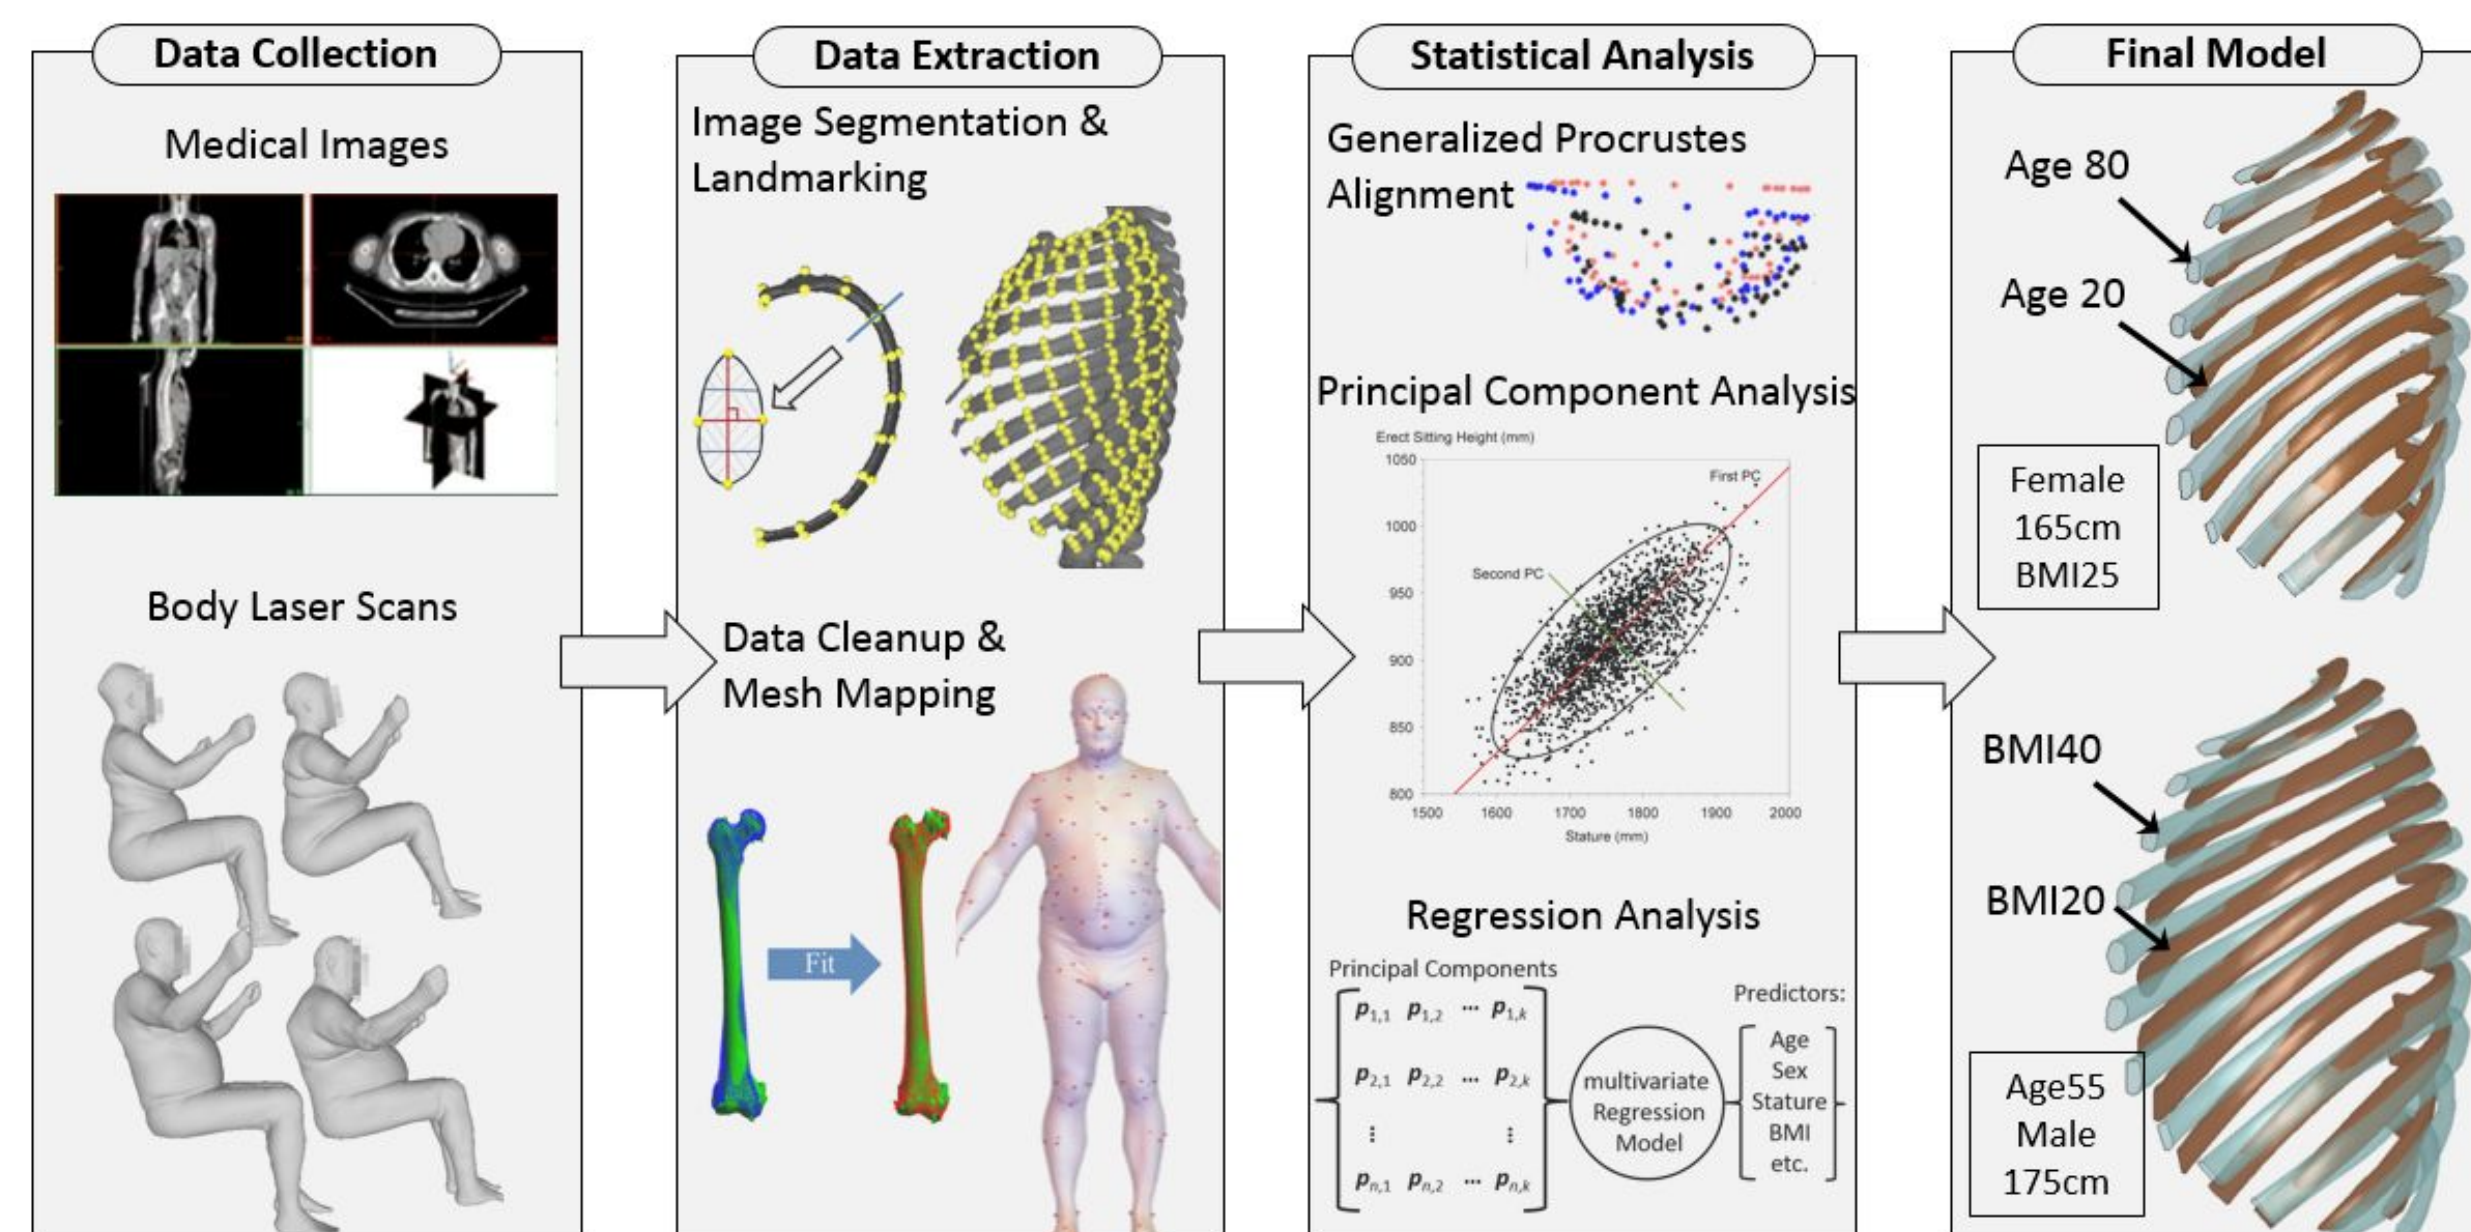 Data Collection
Medical Images
Body Laser Scans
Data Extraction
Image Segmentation &
Landmarking
Data Cleanup &
Mesh Mapping
Fit
Statistical Analysis
Generalized Procrustes
Alignment
Principal Component Analysis
Erect Sitting Height (mm)
1050
First PC
1000
Second PC
950
900
850
800
1500 1600 1700 1800 1900 2000
Stature (mm)
Regression Analysis
Principal Components
p1,1 p1,2 ... p1,k
p2,1 p2,2 ... p2,k
⋮ ⋮
pn,1 pn,2 ... pn,k
multivariate
Regression
Model
Predictors:
Age
Sex
Stature
BMI
etc.
Final Model
Age 80
Age 20
Female
165cm
BMI25
BMI40
BMI20
Age55
Male
175cm